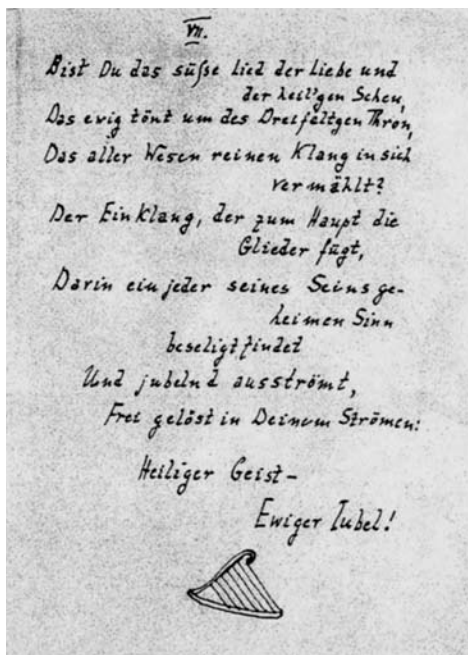 VII.
Bist Du das süße Lied der Liebe und
der heil'gen Scheu,
Das ewig tönt um des Dreifaltgen Thron,
Das aller Wesen reinen Klang in sich
vermählt?
Der Einklang, der zum Haupt die
Glieder fügt,
Darin ein jeder seines Seins ge-
heimen Sinn
beseligt findet
Und jubelnd ausströmt,
Frei gelöst in Deinem Strömen:
Heiliger Geist –
Ewiger Jubel!